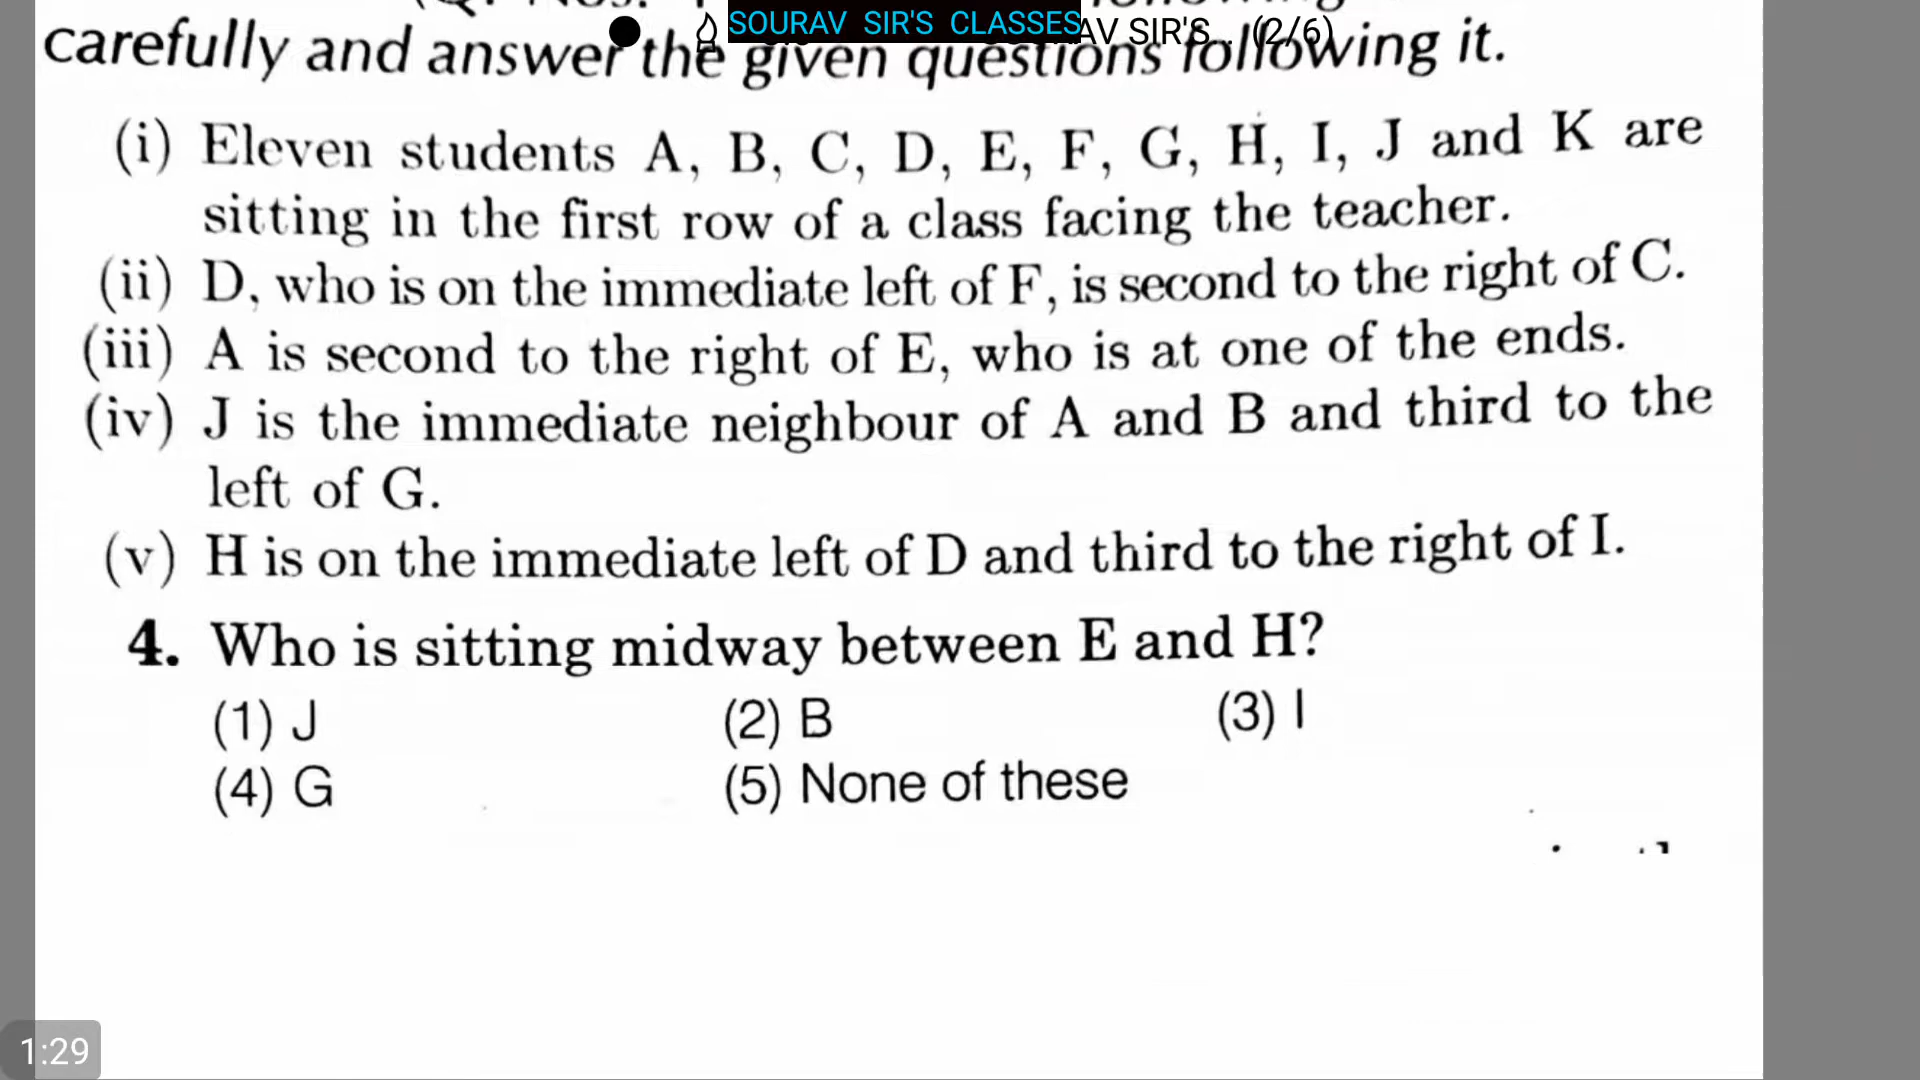 SOURAV SIR'S CLASSES AV SIR'S... (2/6)
carefully and answer the given questions following it.
(i) Eleven students A, B, C, D, E, F, G, H, I, J and K are
sitting in the first row of a class facing the teacher.
(ii) D, who is on the immediate left of F, is second to the right of C.
(iii) A is second to the right of E, who is at one of the ends.
(iv) J is the immediate neighbour of A and B and third to the
left of G.
(v) H is on the immediate left of D and third to the right of I.
4. Who is sitting midway between E and H?
(1) J (2) B (3) I
(4) G (5) None of these
1:29